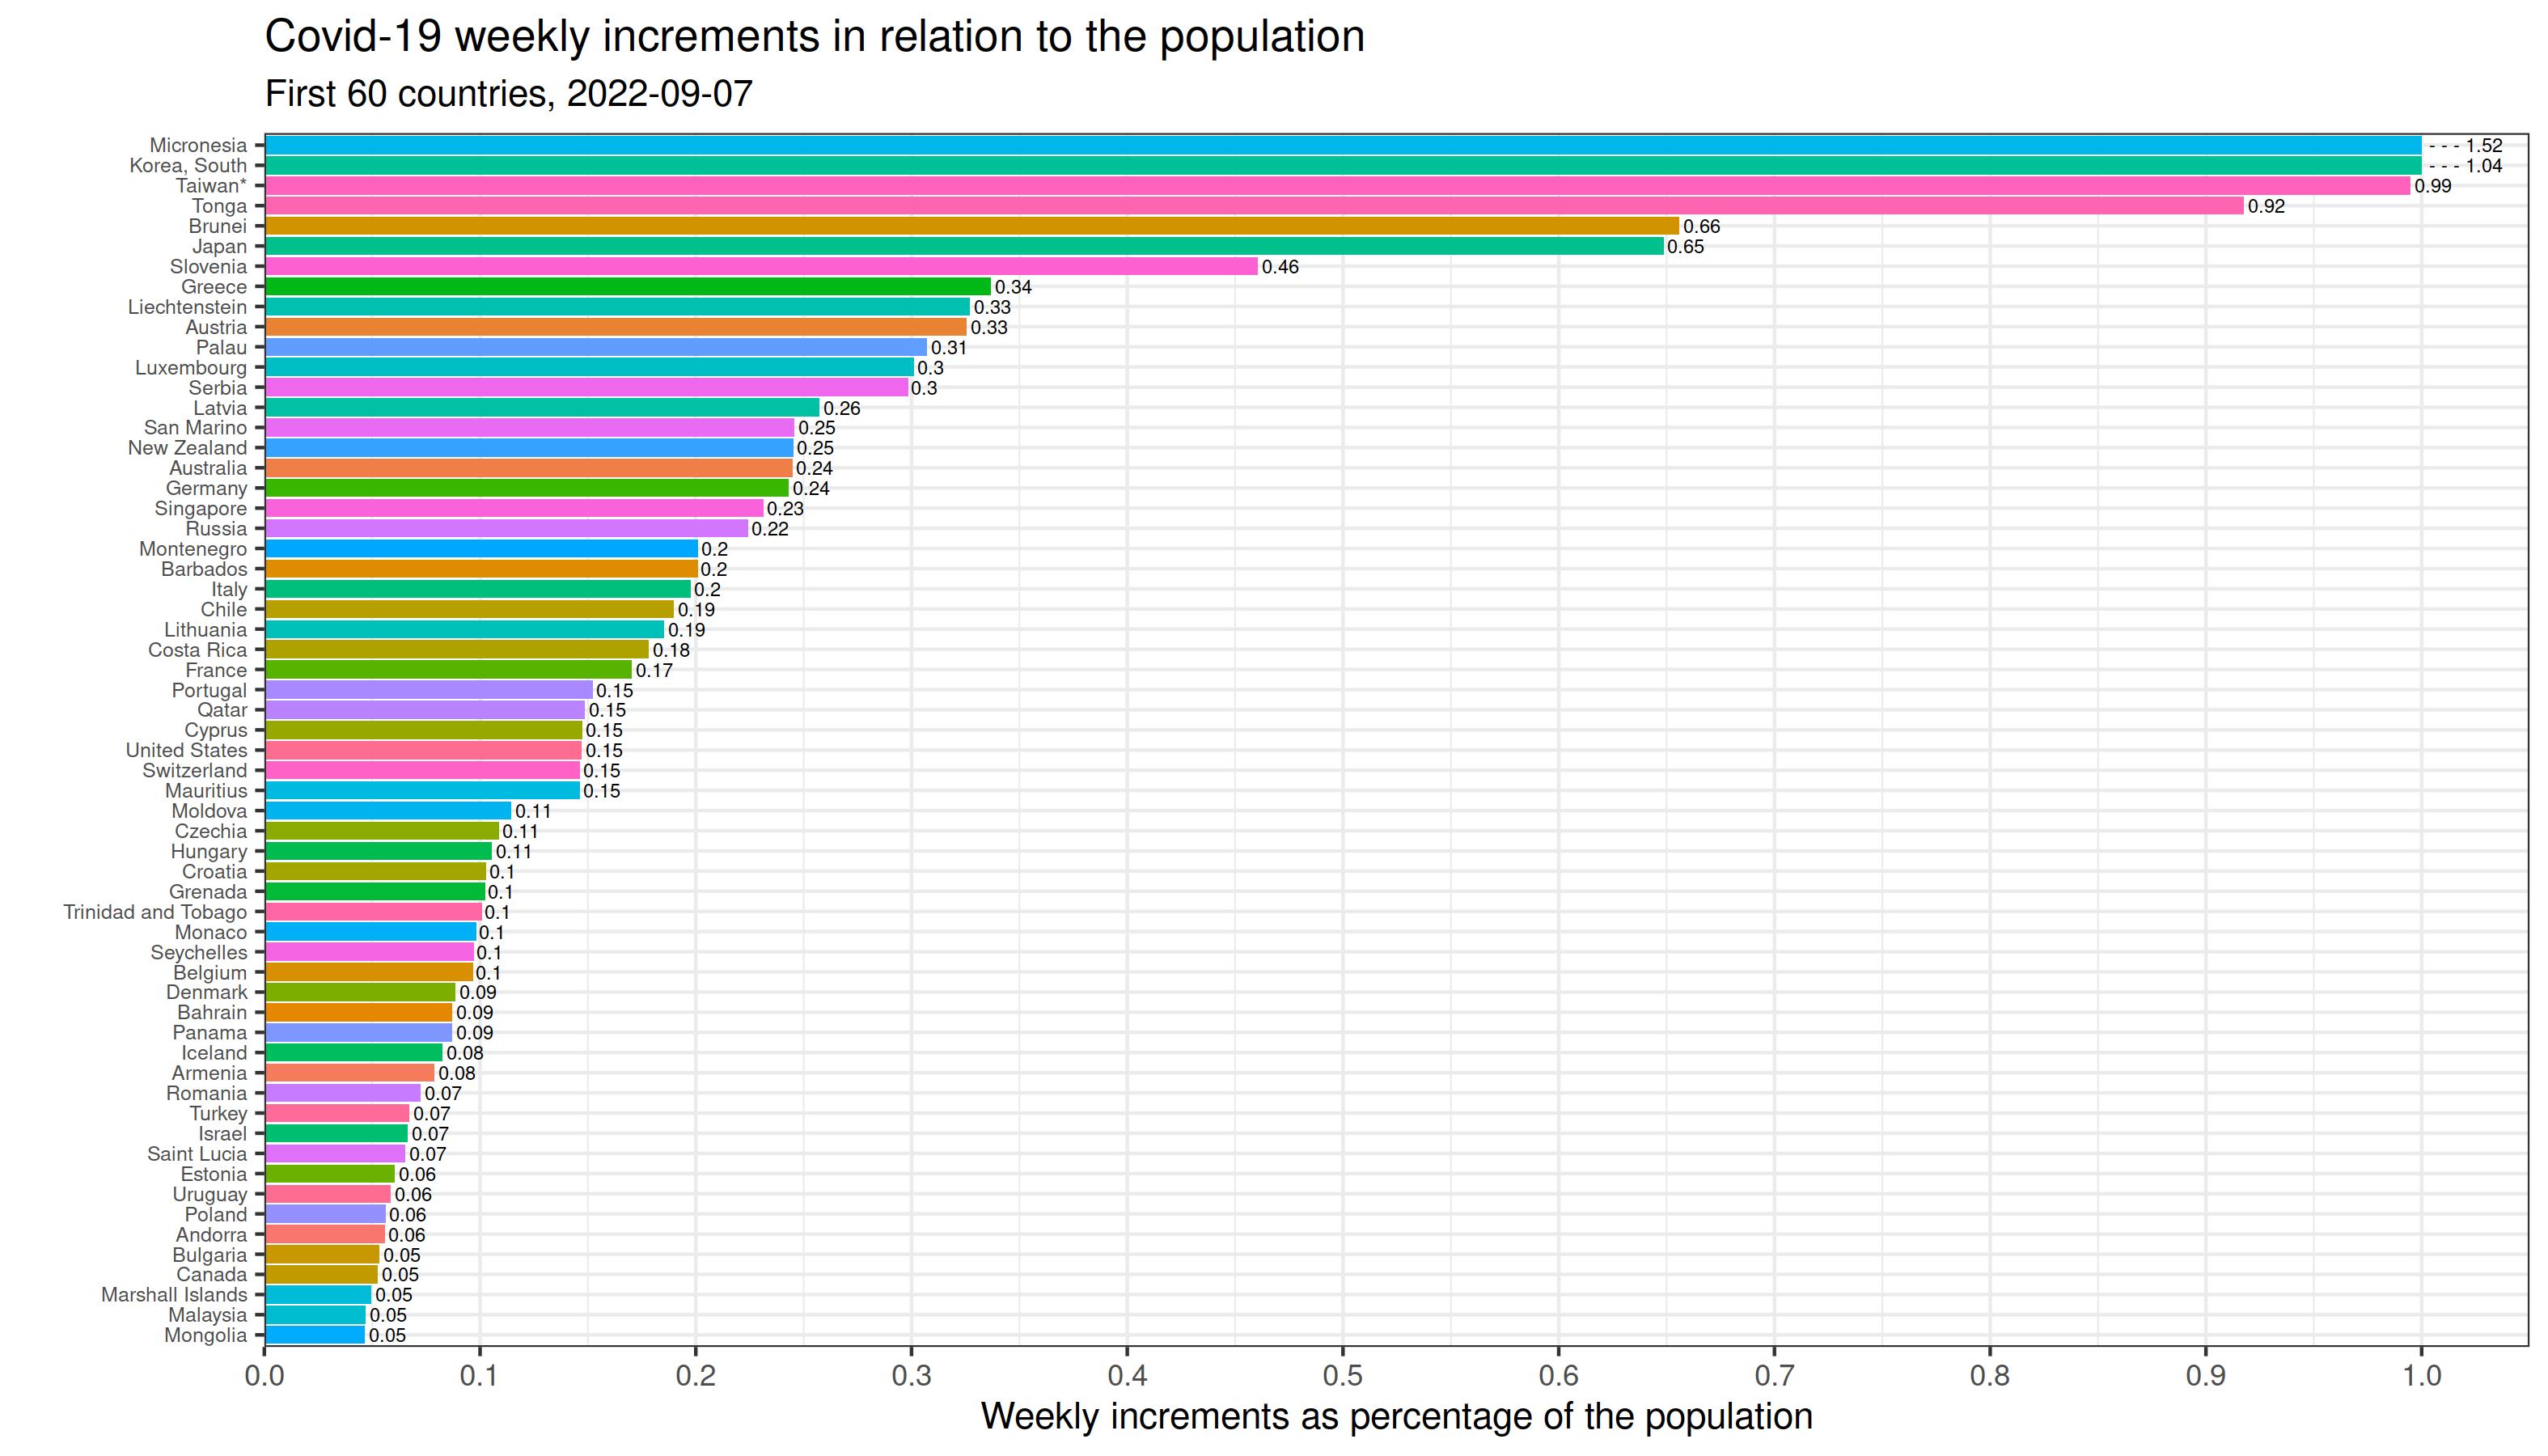 Covid-19 weekly increments in relation to the population
First 60 countries, 2022-09-07
Micronesia - - - 1.52
Korea, South - - - 1.04
Taiwan* 0.99
Tonga 0.92
Brunei 0.66
Japan 0.65
Slovenia 0.46
Greece 0.34
Liechtenstein 0.33
Austria 0.33
Palau 0.31
Luxembourg 0.3
Serbia 0.3
Latvia 0.26
San Marino 0.25
New Zealand 0.25
Australia 0.24
Germany 0.24
Singapore 0.23
Russia 0.22
Montenegro 0.2
Barbados 0.2
Italy 0.2
Chile 0.19
Lithuania 0.19
Costa Rica 0.18
France 0.17
Portugal 0.15
Qatar 0.15
Cyprus 0.15
United States 0.15
Switzerland 0.15
Mauritius 0.15
Moldova 0.11
Czechia 0.11
Hungary 0.11
Croatia 0.1
Grenada 0.1
Trinidad and Tobago 0.1
Monaco 0.1
Seychelles 0.1
Belgium 0.1
Denmark 0.09
Bahrain 0.09
Panama 0.09
Iceland 0.08
Armenia 0.08
Romania 0.07
Turkey 0.07
Israel 0.07
Saint Lucia 0.07
Estonia 0.06
Uruguay 0.06
Poland 0.06
Andorra 0.06
Bulgaria 0.05
Canada 0.05
Marshall Islands 0.05
Malaysia 0.05
Mongolia 0.05
0.0 0.1 0.2 0.3 0.4 0.5 0.6 0.7 0.8 0.9 1.0
Weekly increments as percentage of the population